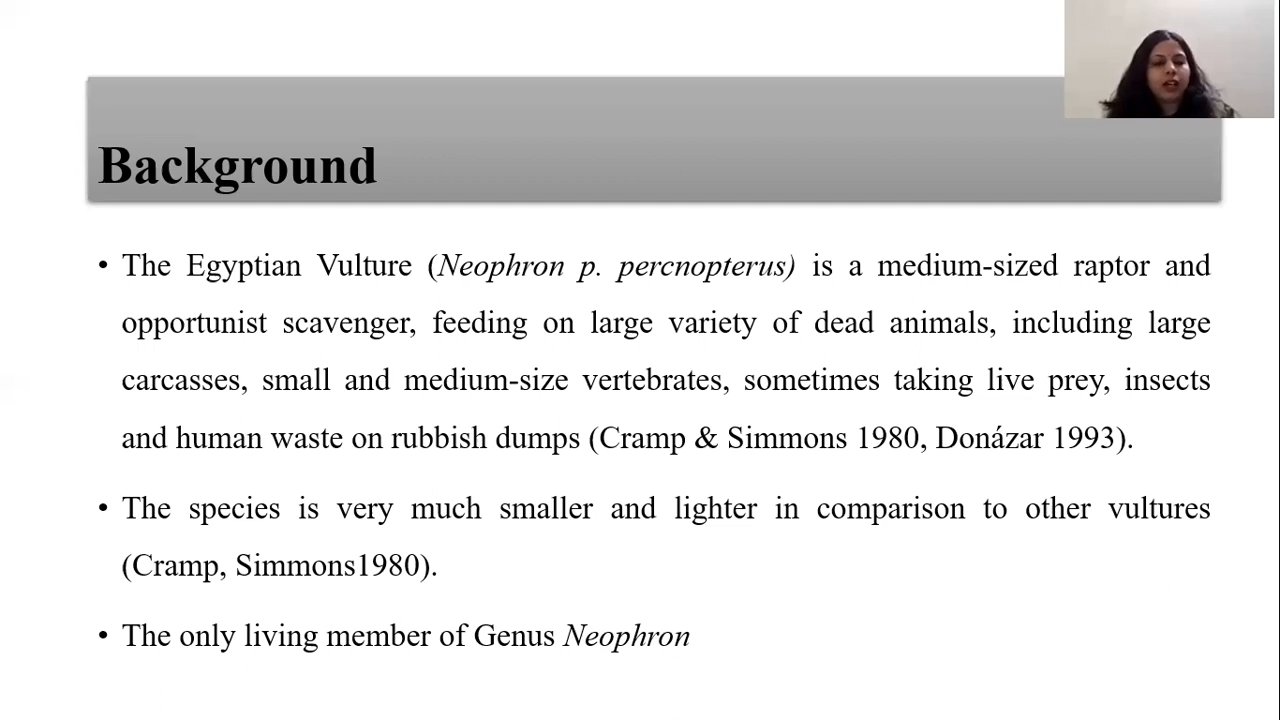 Background
• The Egyptian Vulture (Neophron p. percnopterus) is a medium-sized raptor and
opportunist scavenger, feeding on large variety of dead animals, including large
carcasses, small and medium-size vertebrates, sometimes taking live prey, insects
and human waste on rubbish dumps (Cramp & Simmons 1980, Donázar 1993).
• The species is very much smaller and lighter in comparison to other vultures
(Cramp, Simmons1980).
• The only living member of Genus Neophron